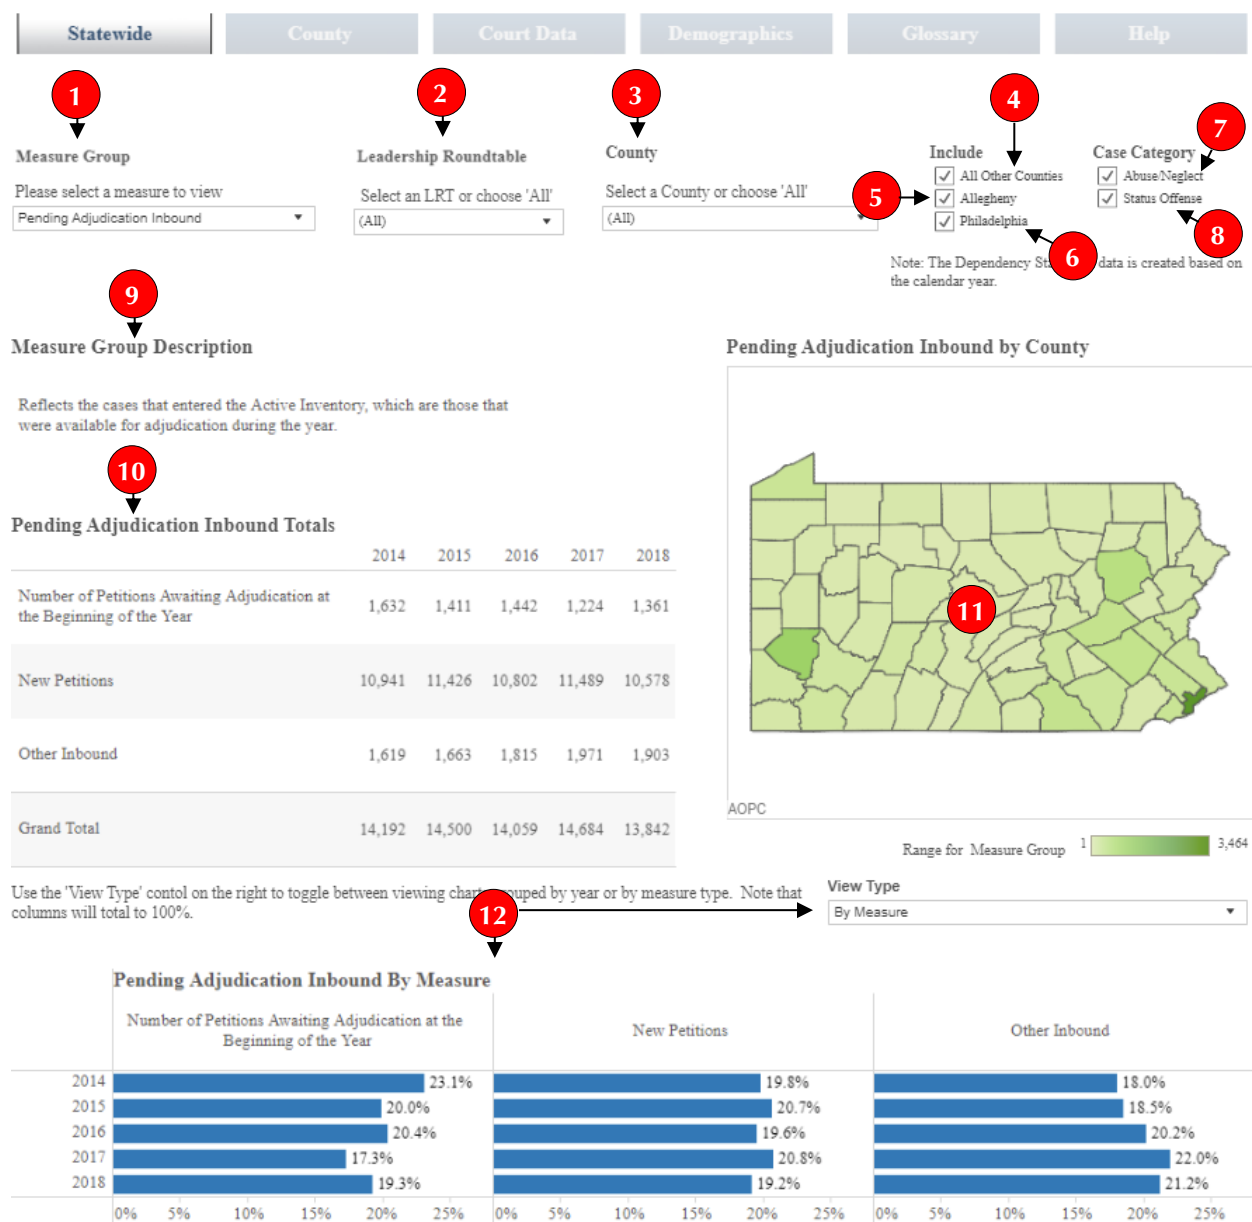 Statewide
County
Court Data
Demographics
Glossary
Help
1
2
3
4
7
Measure Group
Leadership Roundtable
County
Include
Case Category
Please select a measure to view
Select an LRT or choose 'All'
Select a County or choose 'All'
5
All Other Counties
Allegheny
Philadelphia
Abuse/Neglect
Status Offense
Pending Adjudication Inbound
(All)
(All)
6
8
Note: The Dependency data is created based on
the calendar year.
9
Measure Group Description
Pending Adjudication Inbound by County
Reflects the cases that entered the Active Inventory, which are those that
were available for adjudication during the year.
10
Pending Adjudication Inbound Totals
2014 2015 2016 2017 2018
Number of Petitions Awaiting Adjudication at
the Beginning of the Year
1,632 1,411 1,442 1,224 1,361
New Petitions 10,941 11,426 10,802 11,489 10,578
Other Inbound 1,619 1,663 1,815 1,971 1,903
Grand Total 14,192 14,500 14,059 14,684 13,842
11
AOPC
Range for Measure Group 1 3,464
Use the 'View Type' contol on the right to toggle between viewing grouped by year or by measure type. Note that
columns will total to 100%.
12
View Type
By Measure
Pending Adjudication Inbound By Measure
Number of Petitions Awaiting Adjudication at the
Beginning of the Year
New Petitions
Other Inbound
2014 23.1% 19.8% 18.0%
2015 20.0% 20.7% 18.5%
2016 20.4% 19.6% 20.2%
2017 17.3% 20.8% 22.0%
2018 19.3% 19.2% 21.2%
0% 5% 10% 15% 20% 25% 0% 5% 10% 15% 20% 25% 0% 5% 10% 15% 20% 25%